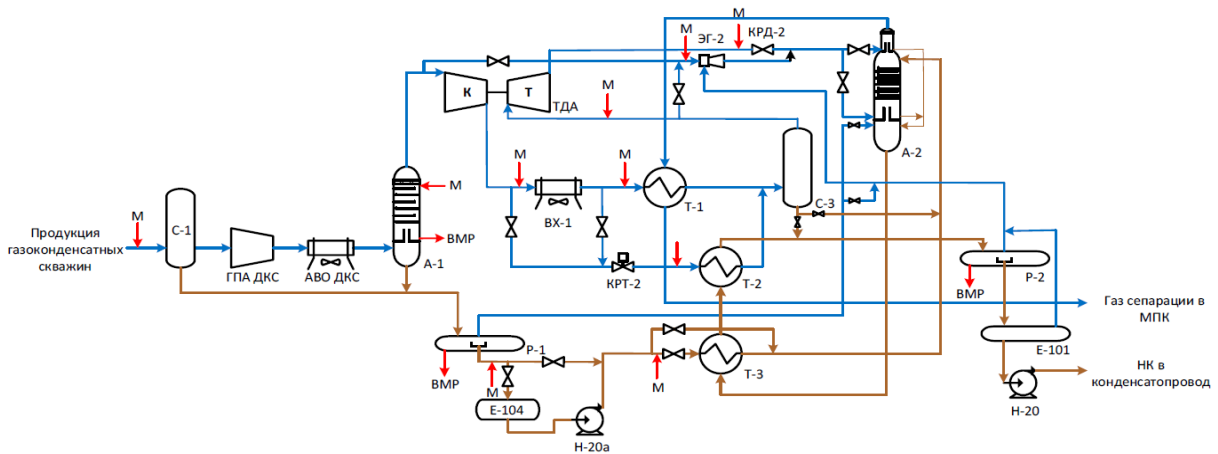 М
ЭГ-2
КРД-2
М
К
Т
ТДА
М
А-2
М
М
М
С-1
М
Т-1
С-3
ВХ-1
Продукция
газоконденсатных
скважин
ВМР
ГПА ДКС
АВО ДКС
А-1
КРТ-2
Т-2
Р-2
ВМР
Газ сепарации в
МПК
Р-1
Е-101
ВМР
М
Т-3
М
НК в
конденсатопровод
Е-104
Н-20
Н-20а